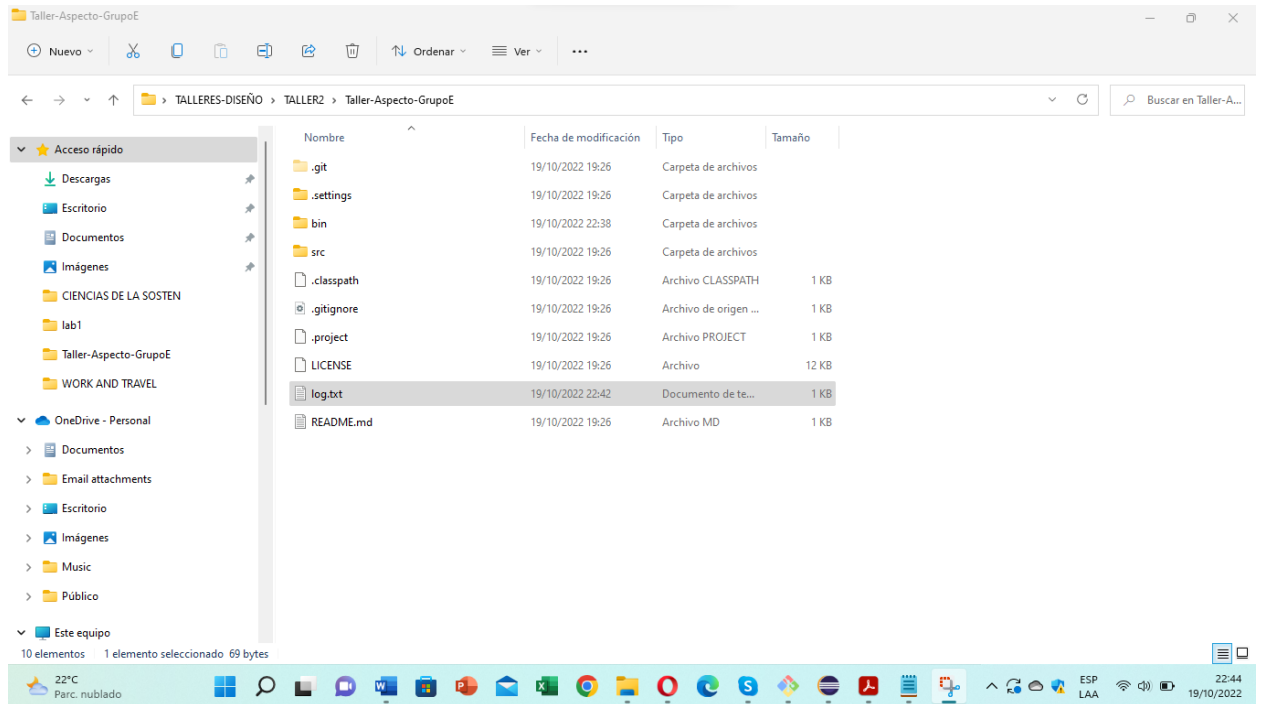 Taller-Aspecto-GrupoE
Nuevo
Ordenar
Ver
TALLERES-DISEÑO > TALLER2 > Taller-Aspecto-GrupoE
Buscar en Taller-A...
Acceso rápido
Descargas
Escritorio
Documentos
Imágenes
CIENCIAS DE LA SOSTEN
lab1
Taller-Aspecto-GrupoE
WORK AND TRAVEL
OneDrive - Personal
Documentos
Email attachments
Escritorio
Imágenes
Music
Público
Este equipo
Nombre Fecha de modificación Tipo Tamaño
.git 19/10/2022 19:26 Carpeta de archivos
.settings 19/10/2022 19:26 Carpeta de archivos
bin 19/10/2022 22:38 Carpeta de archivos
src 19/10/2022 19:26 Carpeta de archivos
.classpath 19/10/2022 19:26 Archivo CLASSPATH 1 KB
.gitignore 19/10/2022 19:26 Archivo de origen ... 1 KB
.project 19/10/2022 19:26 Archivo PROJECT 1 KB
LICENSE 19/10/2022 19:26 Archivo 12 KB
log.txt 19/10/2022 22:42 Documento de te... 1 KB
README.md 19/10/2022 19:26 Archivo MD 1 KB
10 elementos 1 elemento seleccionado 69 bytes
22°C
Parc. nublado
ESP
LAA
22:44
19/10/2022